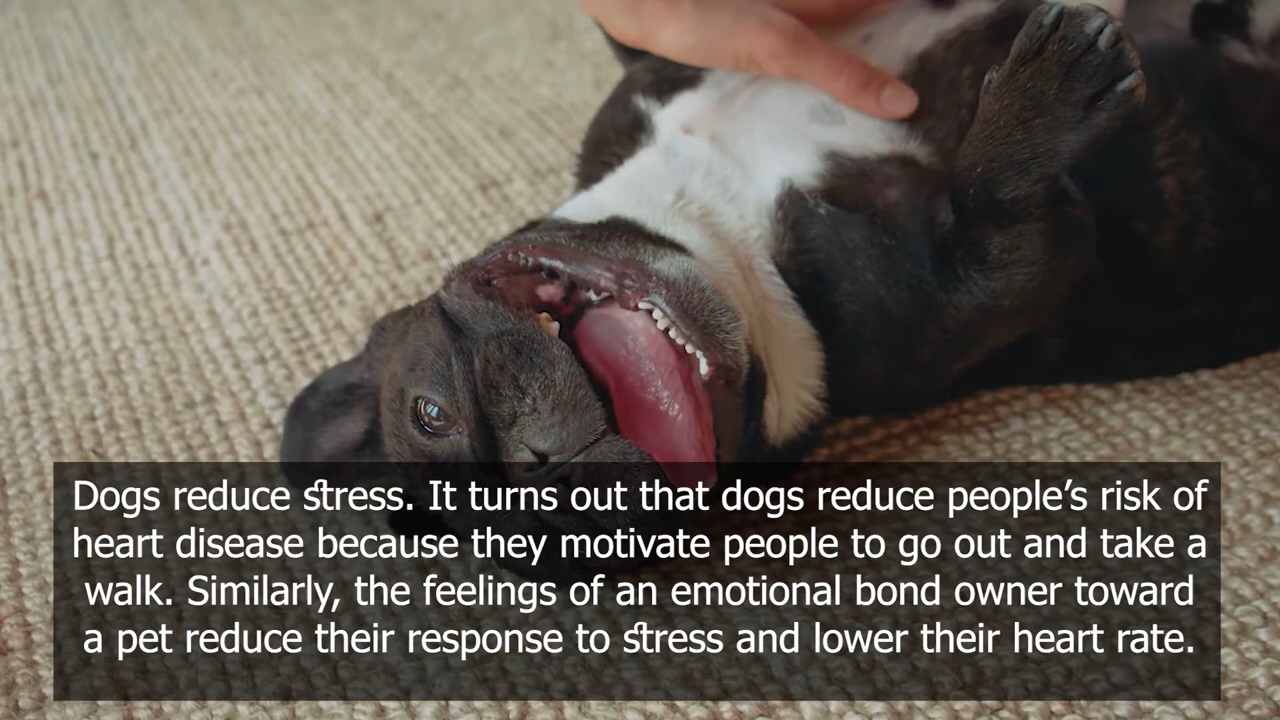 Dogs reduce stress. It turns out that dogs reduce people’s risk of
heart disease because they motivate people to go out and take a
walk. Similarly, the feelings of an emotional bond owner toward
a pet reduce their response to stress and lower their heart rate.